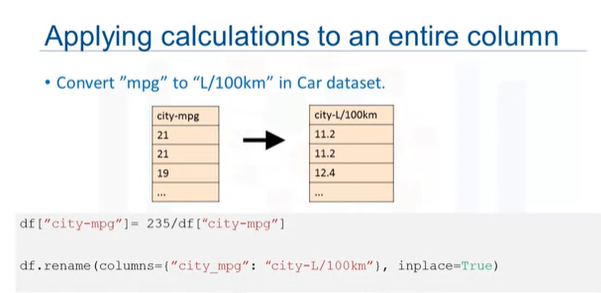 Applying calculations to an entire column
• Convert ”mpg” to “L/100km” in Car dataset.
city-mpg
21
21
19
...
city-L/100km
11.2
11.2
12.4
...
df[”city-mpg”]= 235/df[“city-mpg”]
df.rename(columns={”city_mpg”: “city-L/100km”}, inplace=True)